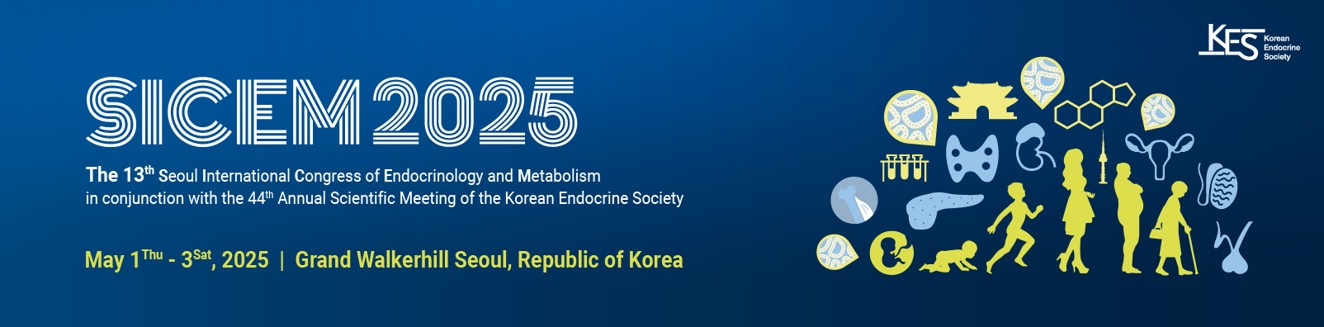 KES Korean
Endocrine
Society
SICEM 2025
The 13th Seoul International Congress of Endocrinology and Metabolism
in conjunction with the 44th Annual Scientific Meeting of the Korean Endocrine Society
May 1Thu - 3Sat, 2025 | Grand Walkerhill Seoul, Republic of Korea